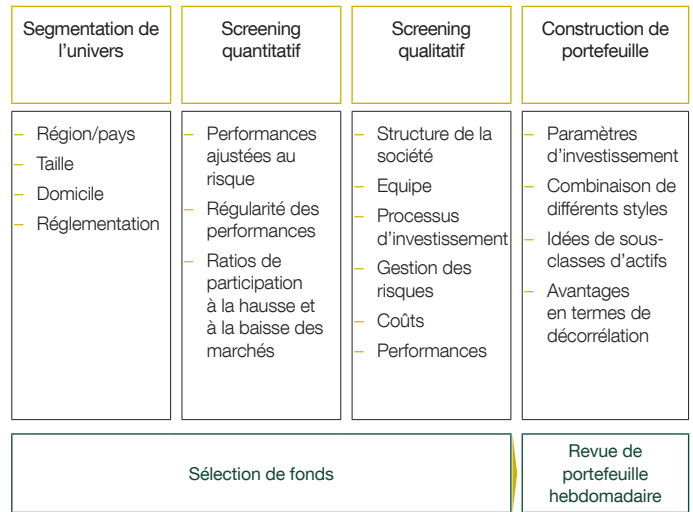 Segmentation de
l'univers
Screening
quantitatif
Screening
qualitatif
Construction de
portefeuille
– Région/pays
– Taille
– Domicile
– Réglementation
– Performances
ajustées au
risque
– Régularité des
performances
– Ratios de
participation
à la hausse et
à la baisse des
marchés
– Structure de la
société
– Equipe
– Processus
d'investissement
– Gestion des
risques
– Coûts
– Performances
– Paramètres
d'investissement
– Combinaison de
différents styles
– Idées de sous-
classes d'actifs
– Avantages
en termes de
décorrélation
Sélection de fonds
Revue de
portefeuille
hebdomadaire